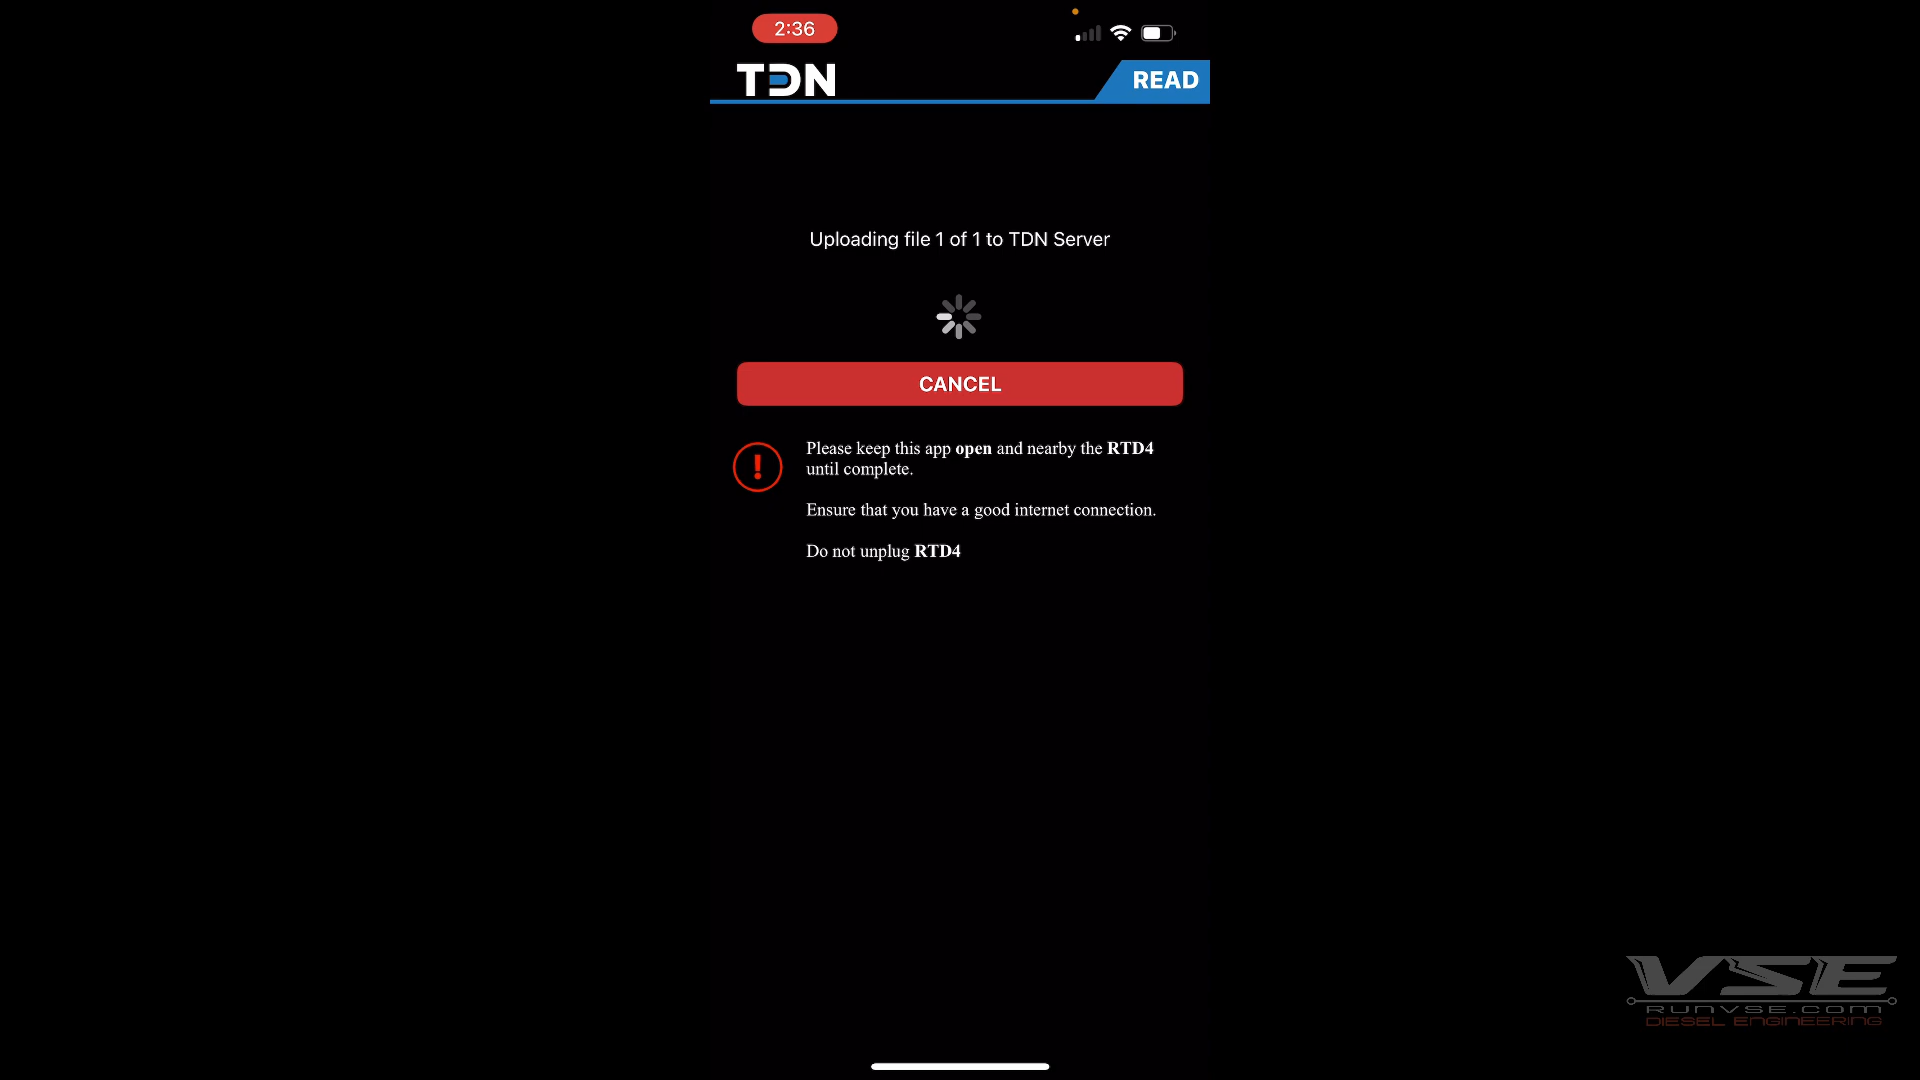 2:36
TDN
READ
Uploading file 1 of 1 to TDN Server
CANCEL
!
Please keep this app open and nearby the RTD4
until complete.
Ensure that you have a good internet connection.
Do not unplug RTD4
VSE
RUNVSE.COM
DIESEL ENGINEERING